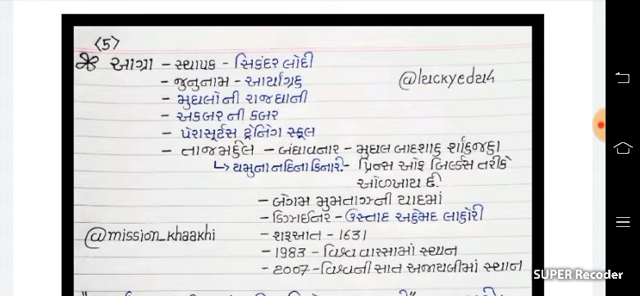 <5>
* આગ્રા - સ્થાપક - સિકંદર લોદી
- જુનુનામ - આર્યાગ્રહ
@luckyedu4
- મુઘલોની રાજધાની
- અકબરની કબર
- પેરાસૂર્ટસ ટ્રેનિંગ સ્કૂલ
- તાજમહેલ - બંધાવનાર - મુઘલ બાદશાહ શાહજહા
↳ યમુના નદિના કિનારે. - પ્રિન્સ ઓફ બિલ્ડર્સ તરીકે
ઓળખાય છે.
- બેગમ મુમતાઝની યાદમાં
- ડિઝાઈનર - ઉસ્તાદ અહેમદ લાહોરી
@mission_khaakhi
- શરૂઆત - 1631
- 1983 - વિશ્વ વારસામાં સ્થાન
- 2007 - વિશ્વની સાત અજાયબીમાં સ્થાન
SUPER Recoder